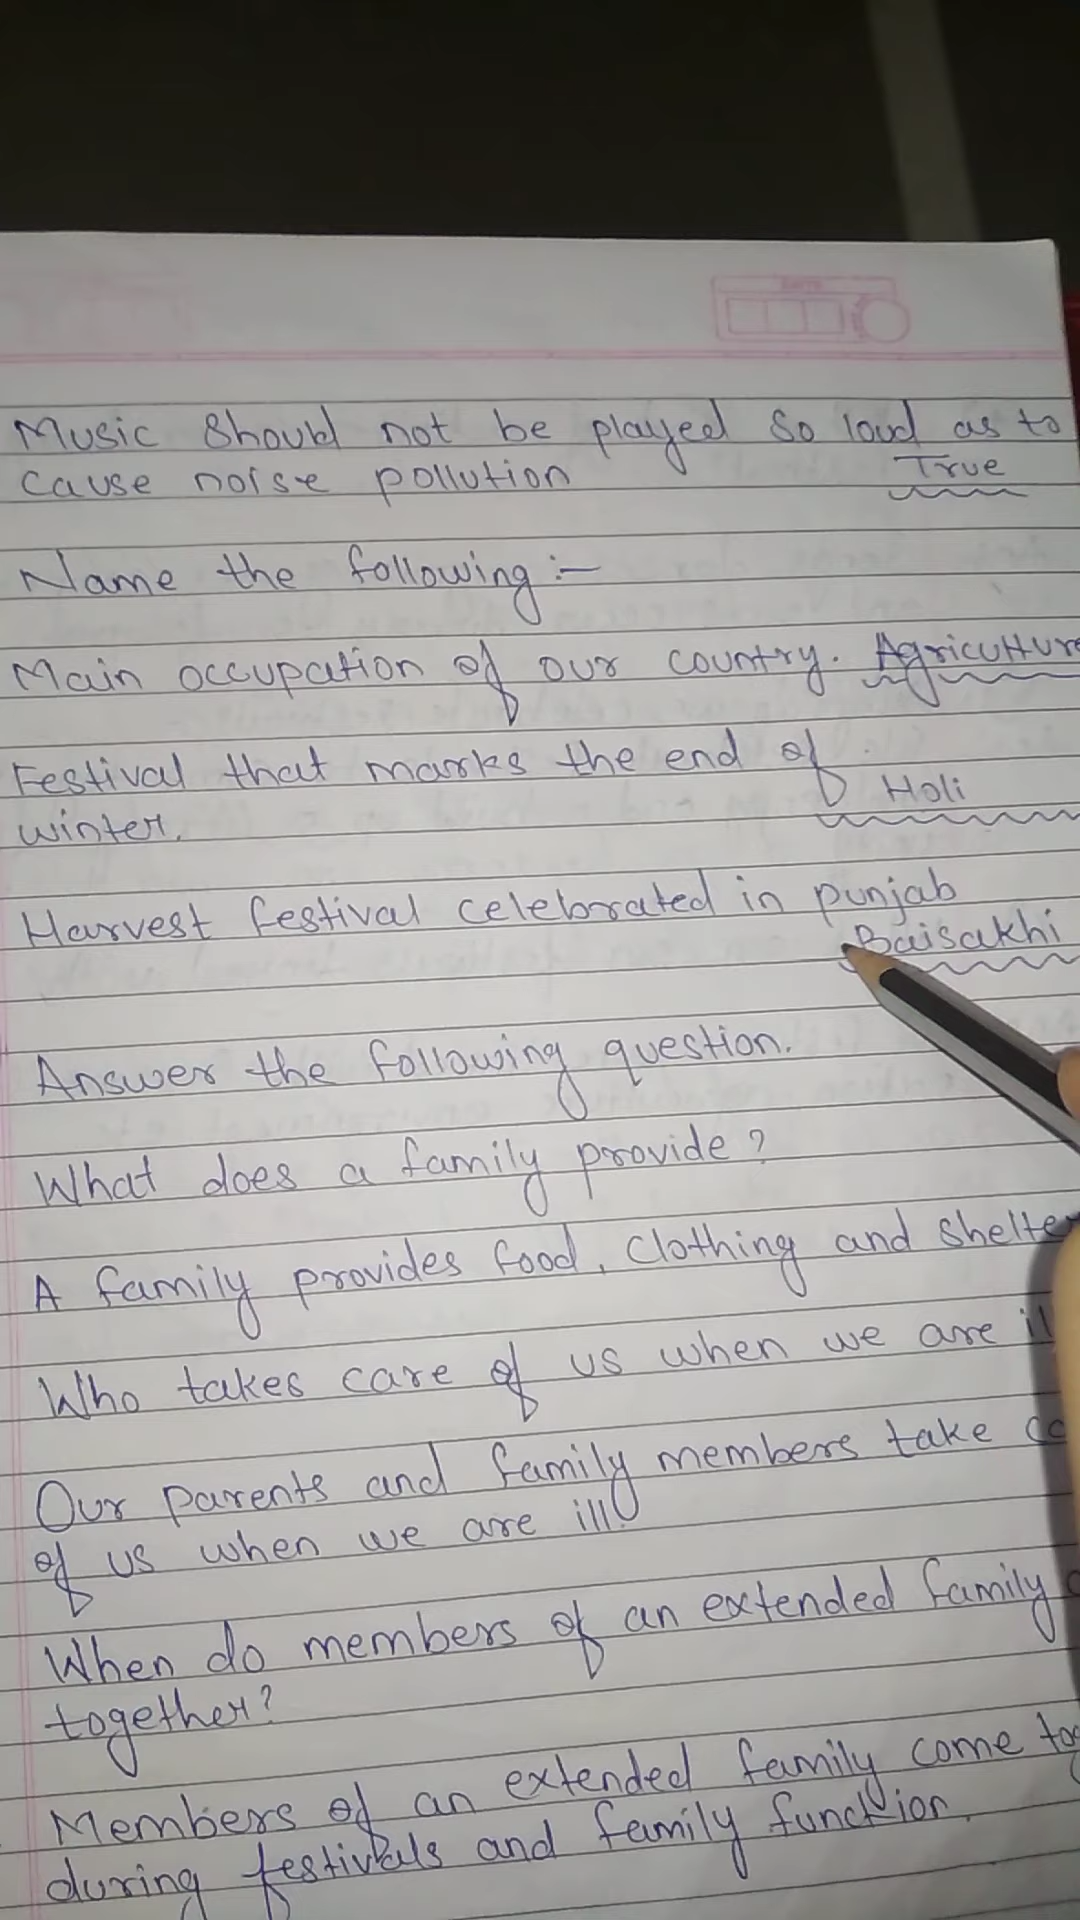 Music Should not be played so loud as to
cause noise pollution True
Name the following :-
Main occupation of our country. Agricultur
Festival that marks the end of
winter. Holi
Harvest festival celebrated in punjab
Baisakhi
Answer the following question.
What does a family provide?
A family provides food, clothing and shelte
Who takes care of us when we are il
Our parents and family members take
of us when we are ill.
When do members of an extended family
together?
Members of an extended family come tog
during festivals and family function.